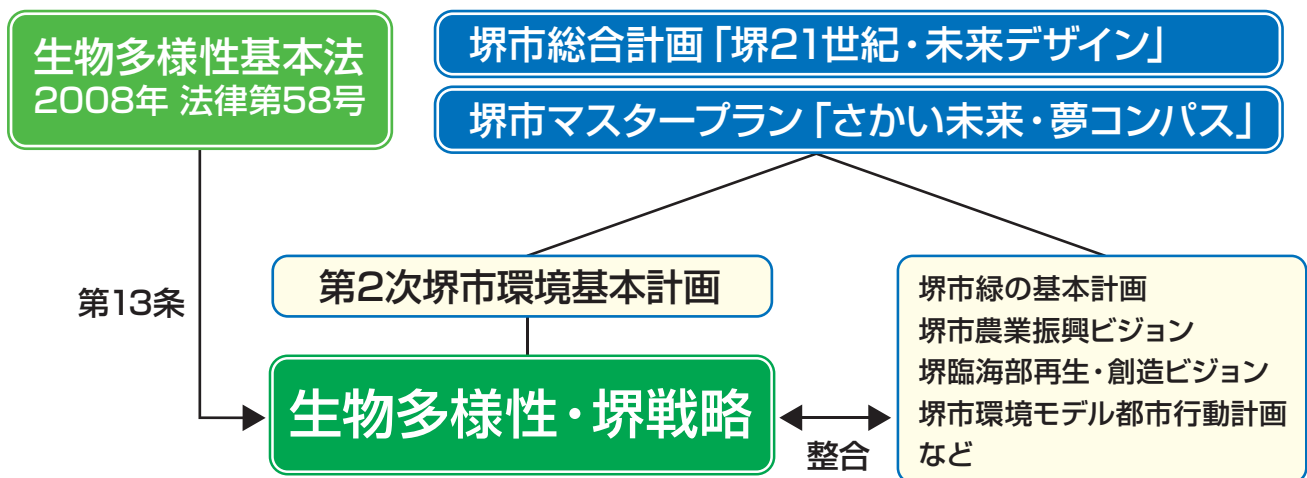 生物多様性基本法
2008年 法律第58号
堺市総合計画「堺21世紀・未来デザイン」
堺市マスタープラン「さかい未来・夢コンパス」
第13条
第2次堺市環境基本計画
生物多様性・堺戦略
整合
堺市緑の基本計画
堺市農業振興ビジョン
堺臨海部再生・創造ビジョン
堺市環境モデル都市行動計画
など